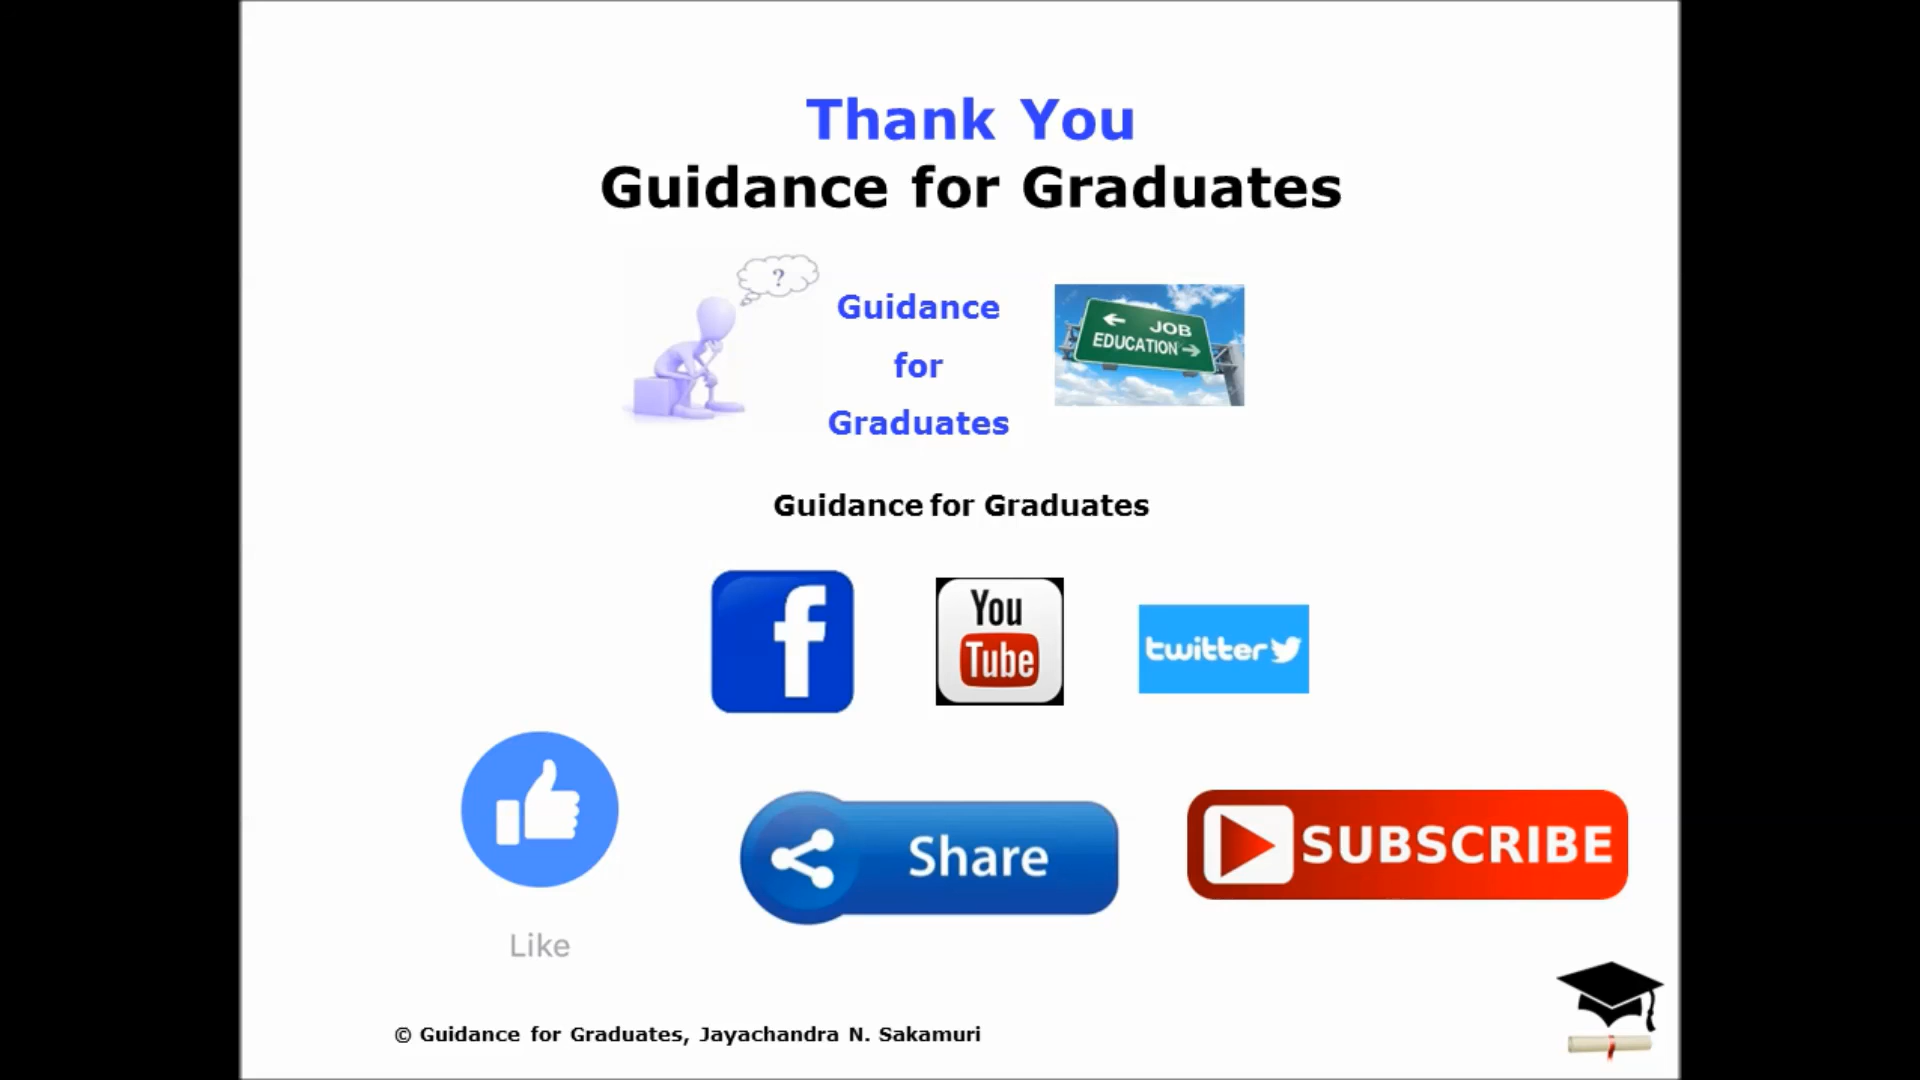 Thank You
Guidance for Graduates
?
Guidance
for
Graduates
JOB
EDUCATION
Guidance for Graduates
f
You
Tube
twitter
Share
SUBSCRIBE
Like
© Guidance for Graduates, Jayachandra N. Sakamuri